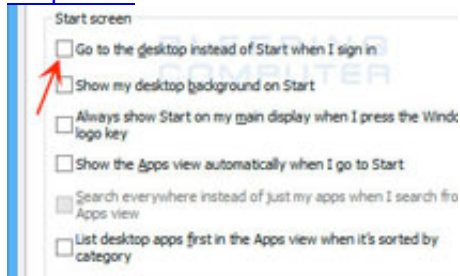 Start screen
Go to the desktop instead of Start when I sign in
Show my desktop background on Start
Always show Start on my main display when I press the
logo key
Show the Apps view automatically when I go to Start
Search everywhere instead of just my apps when I search
Apps view
List desktop apps first in the Apps view when it's sorted by
category
COMPUTER